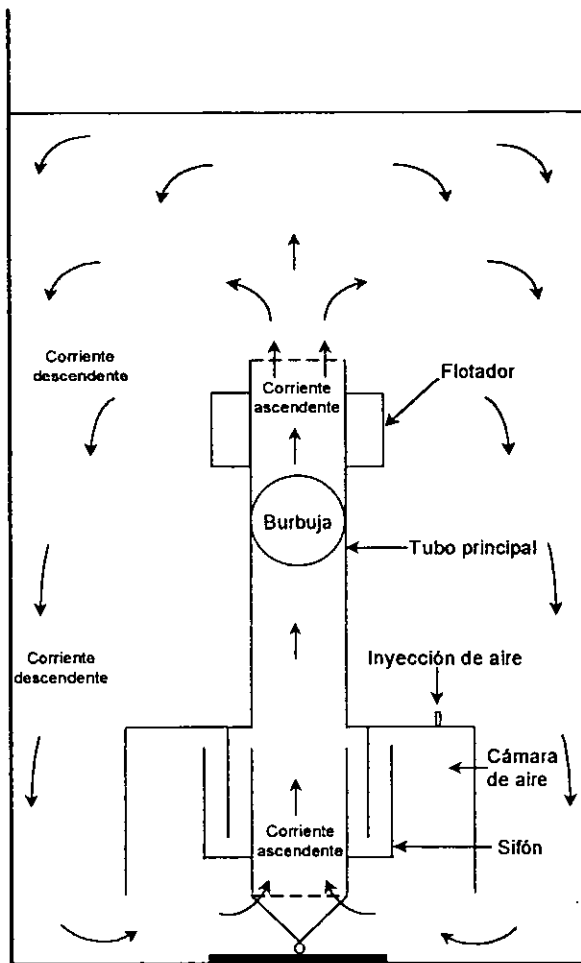 Corriente
descendente
Corriente
ascendente
Flotador
Burbuja
Tubo principal
Corriente
descendente
Inyección de aire
Cámara
de aire
Corriente
ascendente
Sifón